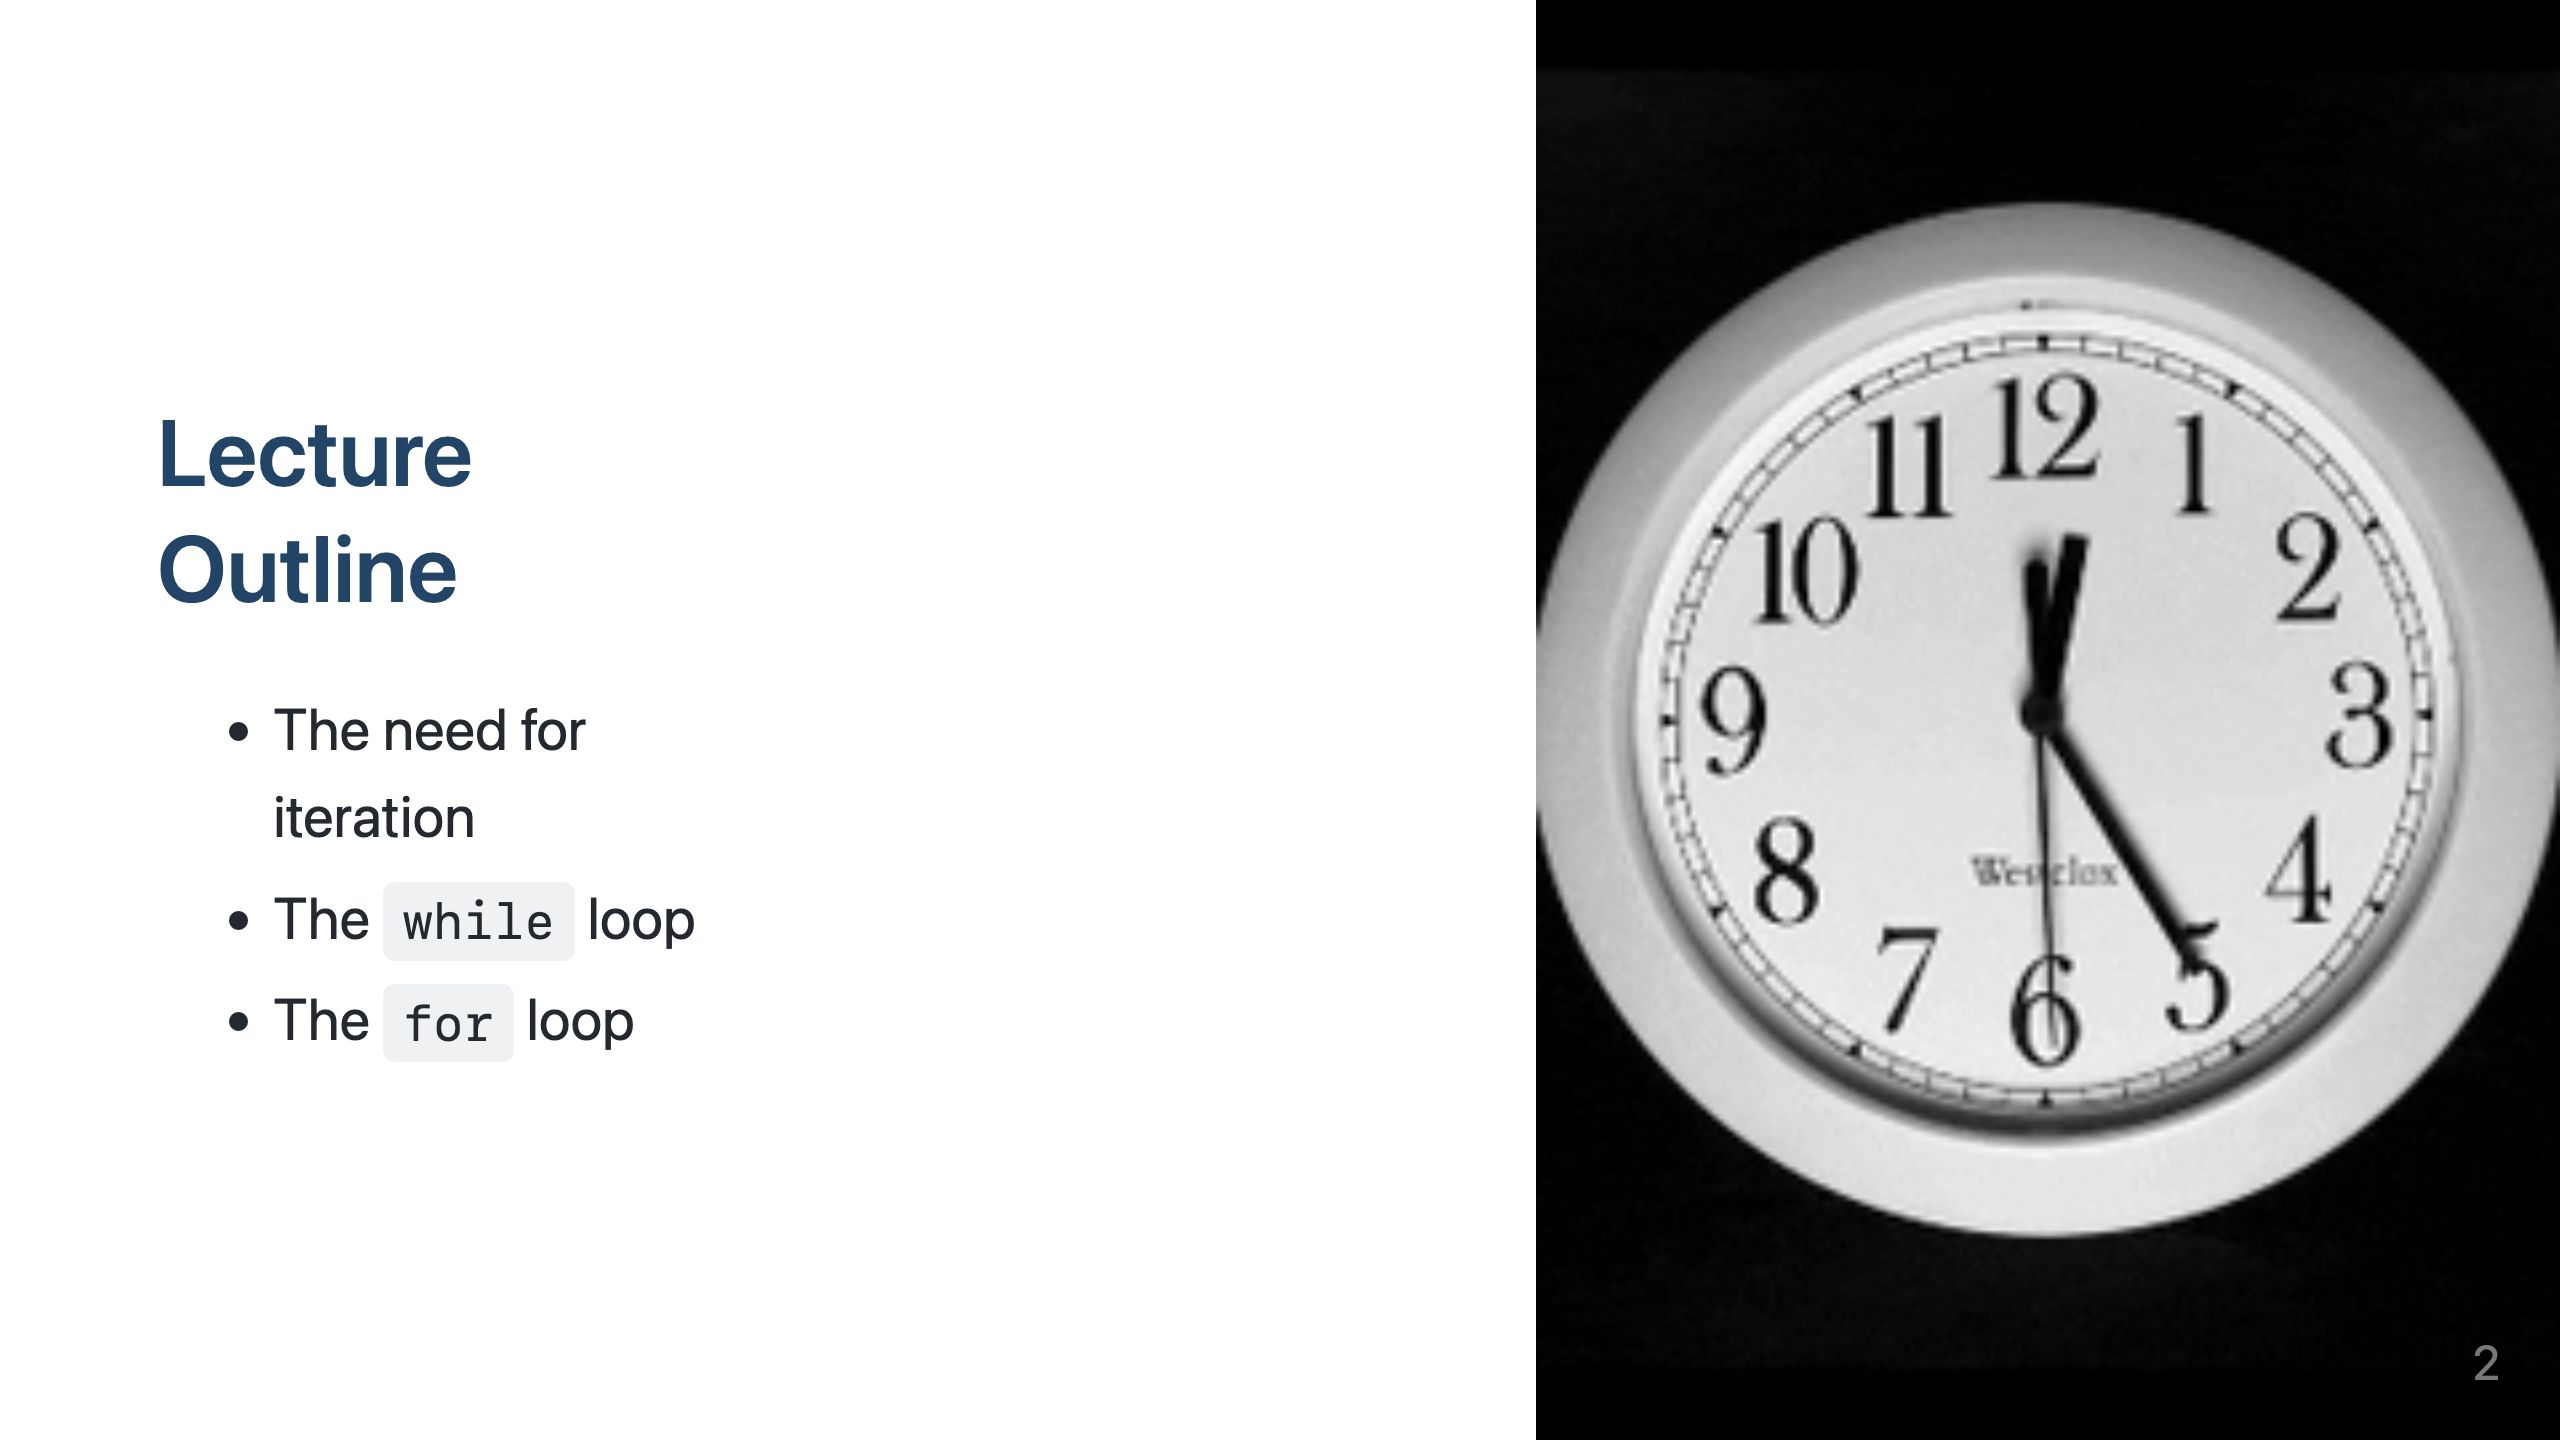 Lecture
Outline
The need for
iteration
The while loop
The for loop
12
11 1
10 2
9 3
8 4
Westclox
7 5
6
2